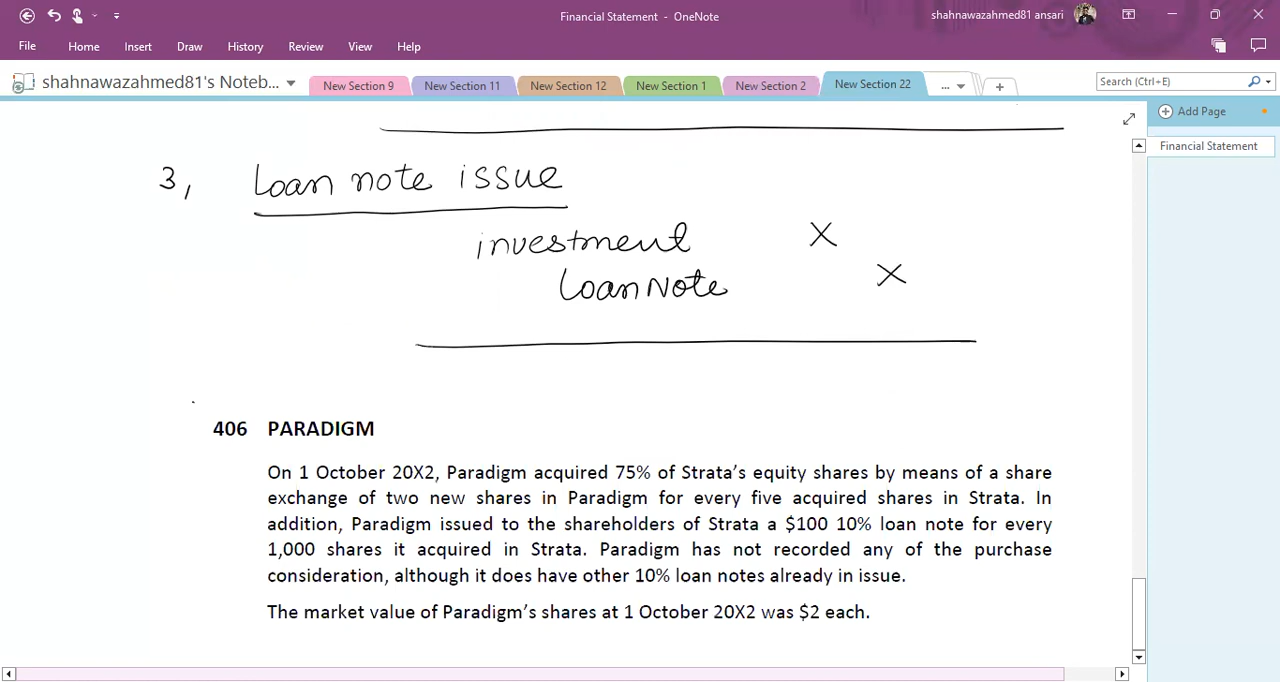 Financial Statement - OneNote
shahnawazahmed81 ansari
File Home Insert Draw History Review View Help
shahnawazahmed81's Noteb...
New Section 9
New Section 11
New Section 12
New Section 1
New Section 2
New Section 22
...
Search (Ctrl+E)
Add Page
Financial Statement
3, Loan note issue
investment X
Loan Note X
406 PARADIGM
On 1 October 20X2, Paradigm acquired 75% of Strata's equity shares by means of a share
exchange of two new shares in Paradigm for every five acquired shares in Strata. In
addition, Paradigm issued to the shareholders of Strata a $100 10% loan note for every
1,000 shares it acquired in Strata. Paradigm has not recorded any of the purchase
consideration, although it does have other 10% loan notes already in issue.
The market value of Paradigm's shares at 1 October 20X2 was $2 each.